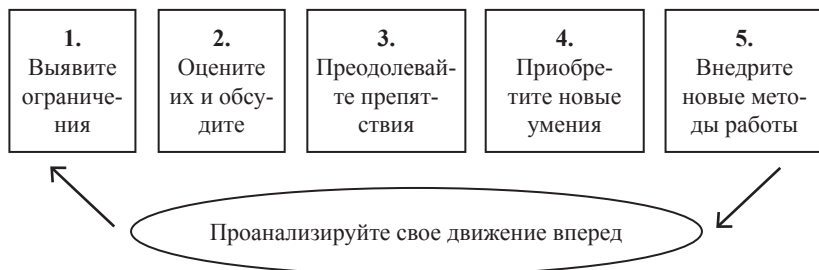 1.
Выявите
ограниче-
ния
2.
Оцените
их и обсу-
дите
3.
Преодолевай-
те препят-
ствия
4.
Приобре-
тите новые
умения
5.
Внедрите
новые мето-
ды работы
Проанализируйте свое движение вперед